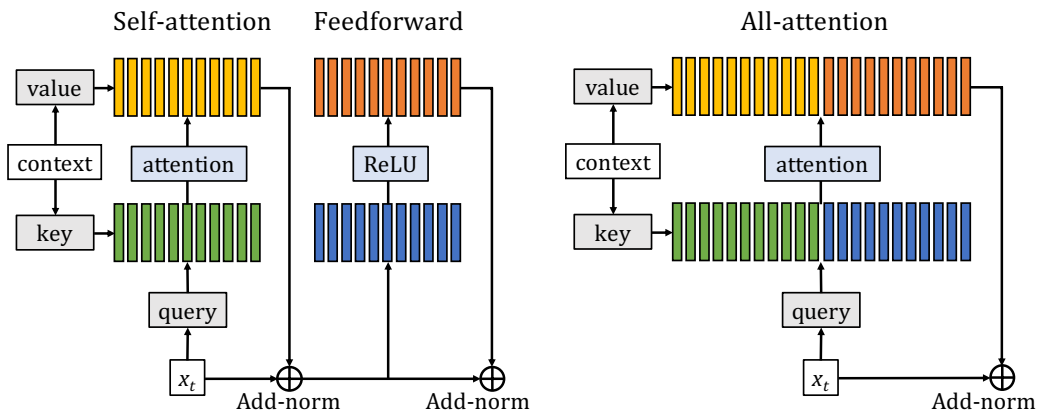 Self-attention
Feedforward
value
context
attention
ReLU
key
query
x_t
Add-norm
Add-norm
All-attention
value
context
attention
key
query
x_t
Add-norm